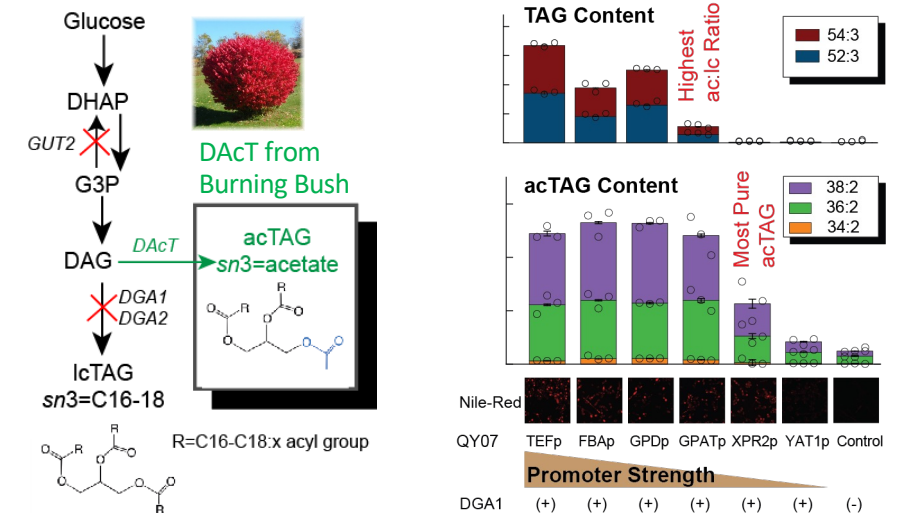 Glucose
DHAP
GUT2
G3P
DAG
DAcT
DGA1
DGA2
lcTAG
sn3=C16-18
O
R
O
R
O
O
O
R
O
DAcT from
Burning Bush
acTAG
sn3=acetate
O
R
O
R
O
O
O
O
R=C16-C18:x acyl group
TAG Content
Highest
ac:lc Ratio
54:3
52:3
acTAG Content
Most Pure
acTAG
38:2
36:2
34:2
Nile-Red
QY07 TEFp FBAp GPDp GPATp XPR2p YAT1p Control
Promoter Strength
DGA1 (+) (+) (+) (+) (+) (+) (-)